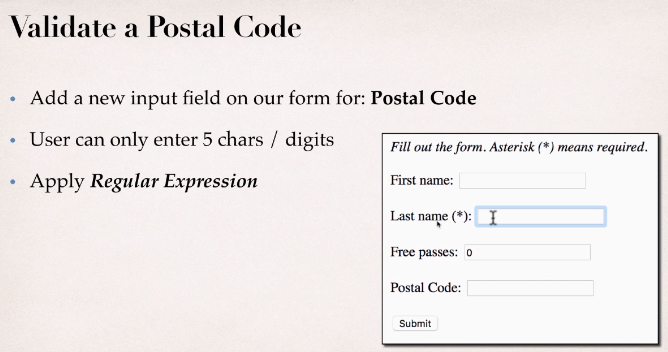 Validate a Postal Code
• Add a new input field on our form for: Postal Code
• User can only enter 5 chars / digits
• Apply Regular Expression
Fill out the form. Asterisk (*) means required.
First name:
Last name (*):
Free passes: 0
Postal Code:
Submit